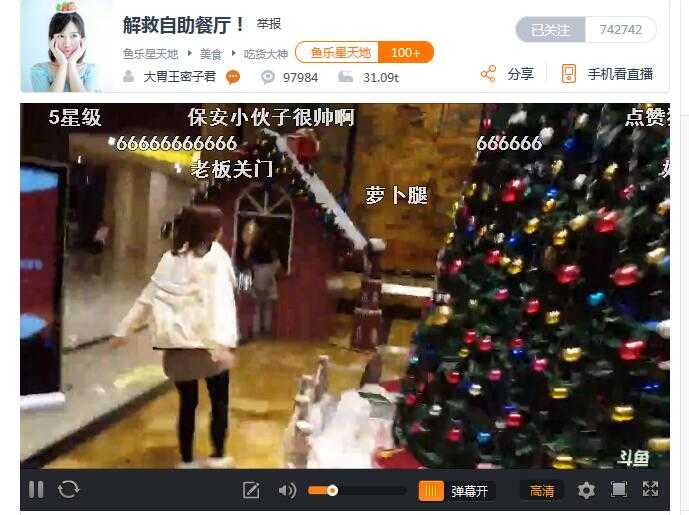 解救自助餐厅！ 举报
已关注 742742
鱼乐星天地 › 美食 › 吃货大神 鱼乐星天地 100+
大胃王密子君 97984 31.09t
分享 手机看直播
5星级 保安小伙子很帅啊 点赞
66666666666 666666
老板关门
萝卜腿
斗鱼
弹幕开 高清